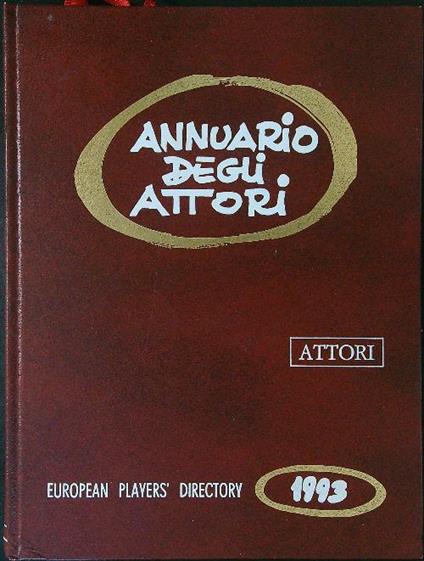 ANNUARIO
DEGLI
ATTORI
ATTORI
EUROPEAN PLAYERS' DIRECTORY 1993